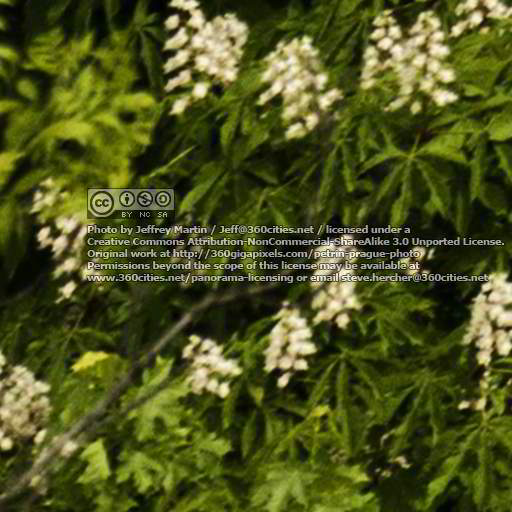 cc BY NC SA
Photo by Jeffrey Martin / Jeff@360cities.net / licensed under a
Creative Commons Attribution-NonCommercial-ShareAlike 3.0 Unported License.
Original work at http://360gigapixels.com/petrin-prague-photo
Permissions beyond the scope of this license may be available at
www.360cities.net/panorama-licensing or email steve.hercher@360cities.net